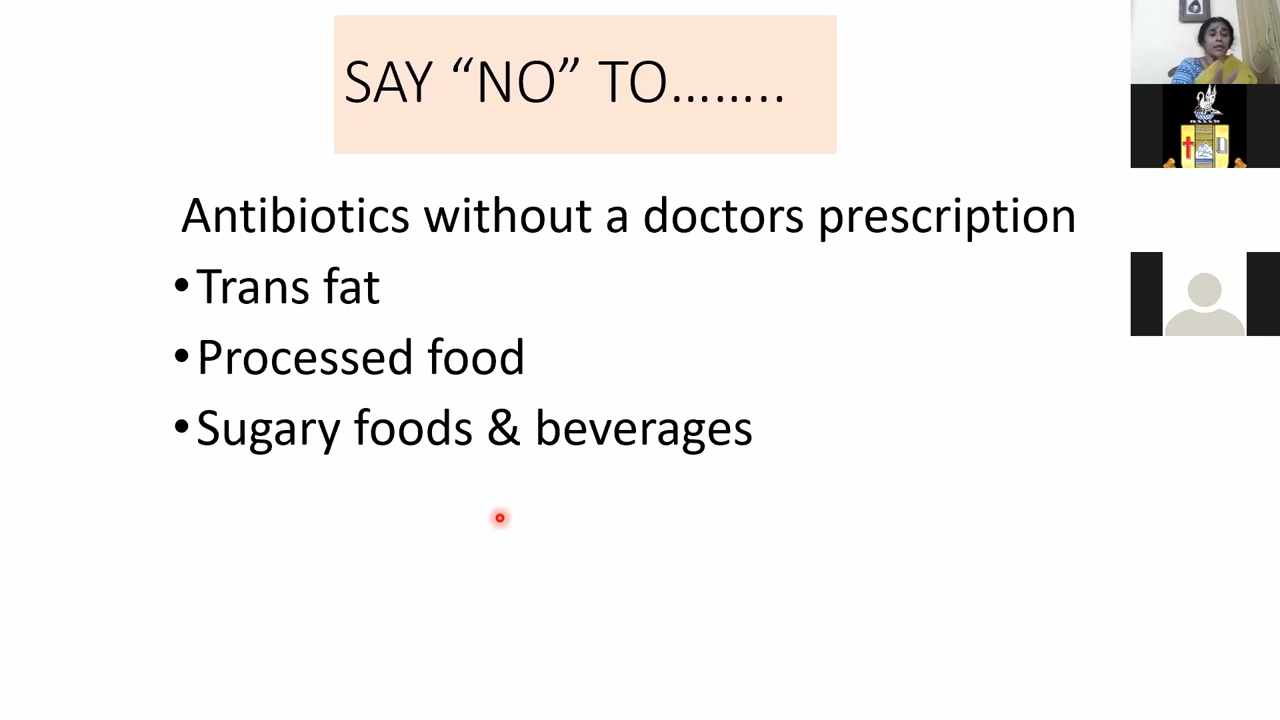 SAY “NO” TO……..
Antibiotics without a doctors prescription
•Trans fat
•Processed food
•Sugary foods & beverages